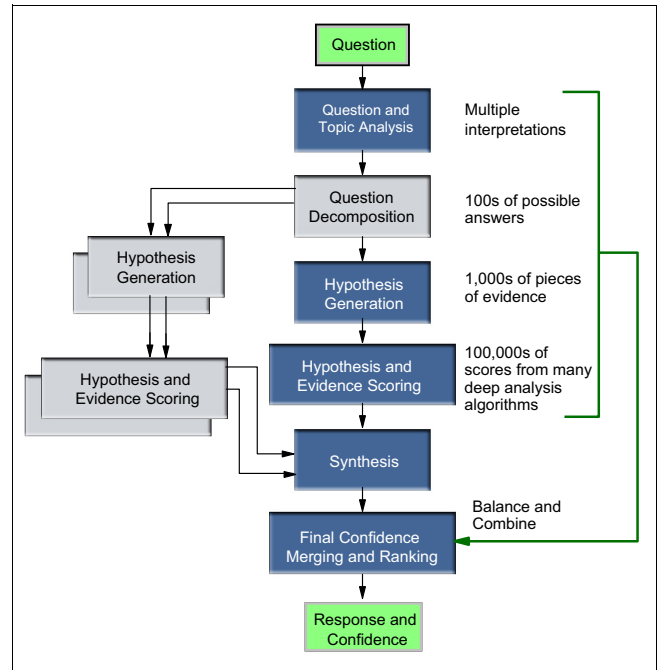 Question
Question and
Topic Analysis
Multiple
interpretations
Question
Decomposition
100s of possible
answers
Hypothesis
Generation
Hypothesis
Generation
1,000s of pieces
of evidence
Hypothesis and
Evidence Scoring
Hypothesis and
Evidence Scoring
100,000s of
scores from many
deep analysis
algorithms
Synthesis
Balance and
Combine
Final Confidence
Merging and Ranking
Response and
Confidence